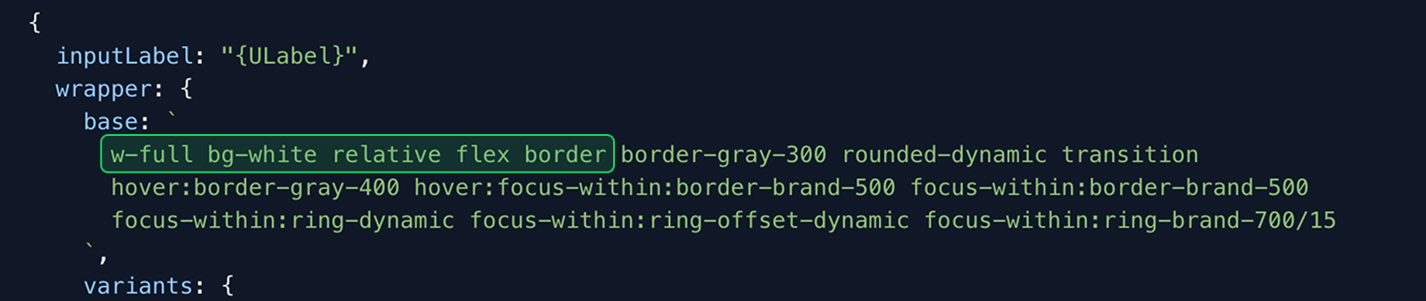 {
inputLabel: "{ULabel}",
wrapper: {
base: `
w-full bg-white relative flex border border-gray-300 rounded-dynamic transition
hover:border-gray-400 hover:focus-within:border-brand-500 focus-within:border-brand-500
focus-within:ring-dynamic focus-within:ring-offset-dynamic focus-within:ring-brand-700/15
`,
variants: {